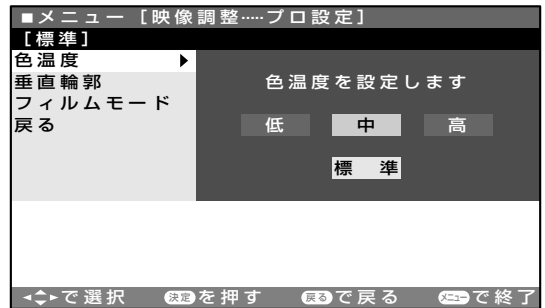 ■メニュー［映像調整……プロ設定］
［標準］
色温度
垂直輪郭
フィルムモード
戻る
色温度を設定します
低 中 高
標 準
で選択 決定を押す 戻るで戻る メニューで終了